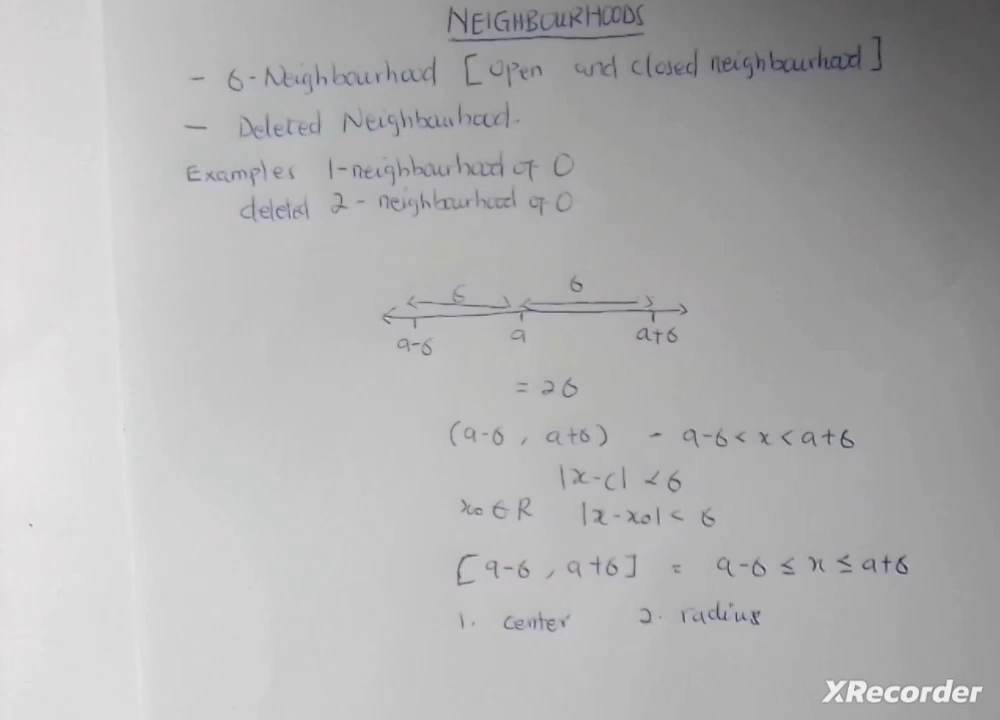 NEIGHBOURHOODS
- δ-Neighbourhood [open and closed neighbourhood]
- Deleted Neighbourhood.
Examples 1-neighbourhood of 0
deleted 2-neighbourhood of 0
δ δ
a-δ a a+δ
= 2δ
(a-δ, a+δ) - a-δ < x < a+δ
|x-c| < δ
x₀ ∈ R |x-x₀| < δ
[a-δ, a+δ] = a-δ ≤ x ≤ a+δ
1. center 2. radius
XRecorder